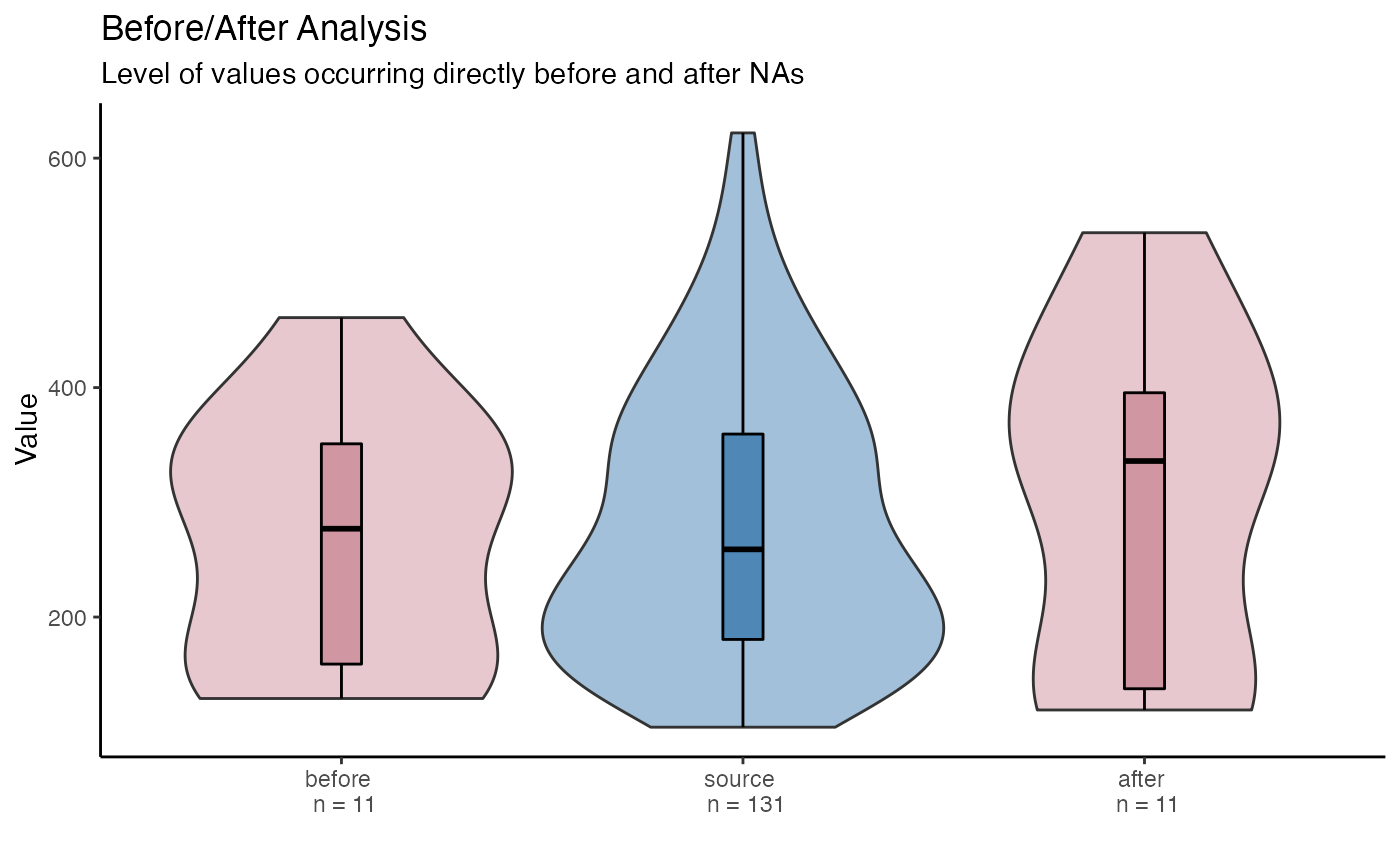 Before/After Analysis
Level of values occurring directly before and after NAs
Value
600
400
200
before
n = 11
source
n = 131
after
n = 11